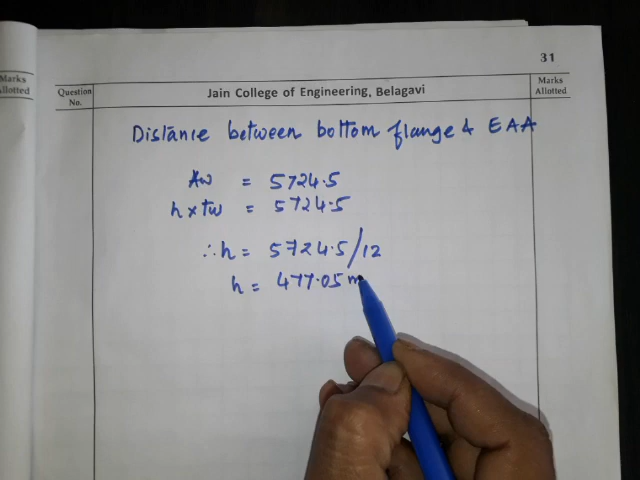 31
Marks
Allotted
Question
No.
Jain College of Engineering, Belagavi
Marks
Allotted
Distance between bottom flange & EAA
Aw = 5724.5
h x tw = 5724.5
∴ h = 5724.5/12
h = 477.05 m